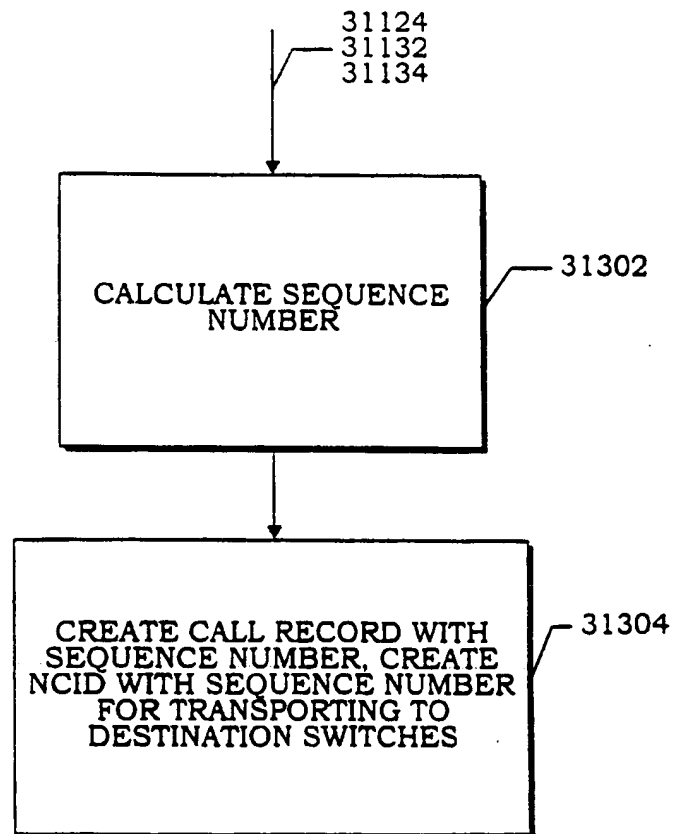 31124
31132
31134
CALCULATE SEQUENCE
NUMBER
31302
CREATE CALL RECORD WITH
SEQUENCE NUMBER, CREATE
NCID WITH SEQUENCE NUMBER
FOR TRANSPORTING TO
DESTINATION SWITCHES
31304